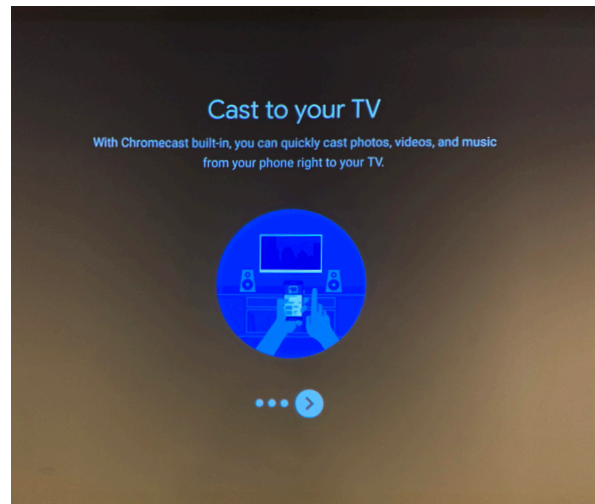 Cast to your TV
With Chromecast built-in, you can quickly cast photos, videos, and music
from your phone right to your TV.